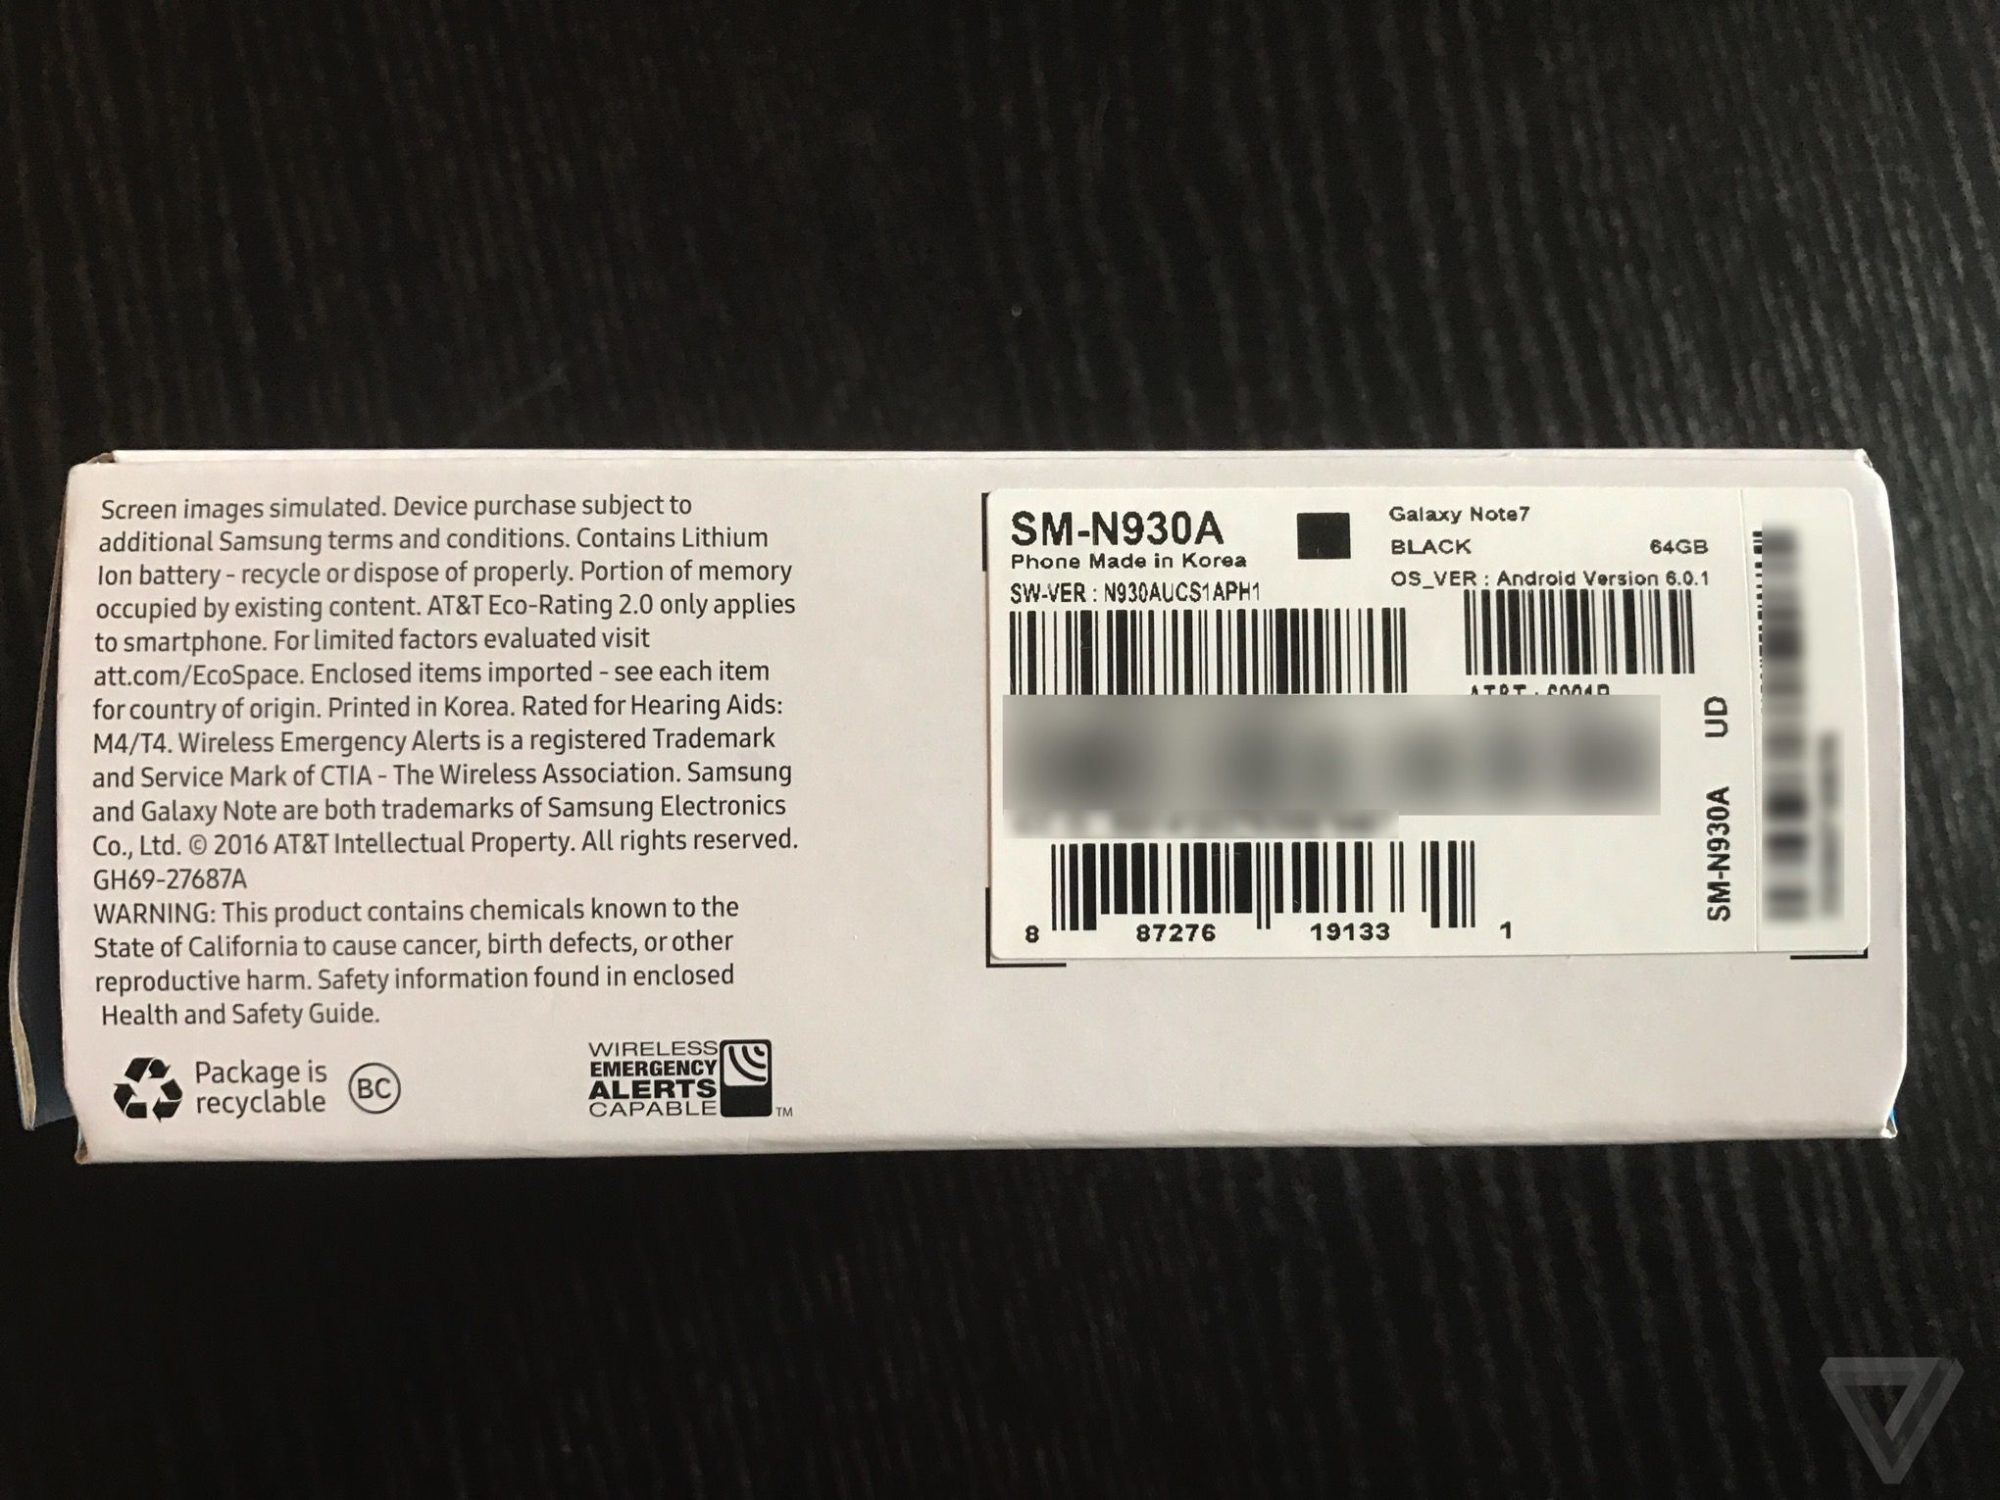 Screen images simulated. Device purchase subject to
additional Samsung terms and conditions. Contains Lithium
Ion battery - recycle or dispose of properly. Portion of memory
occupied by existing content. AT&T Eco-Rating 2.0 only applies
to smartphone. For limited factors evaluated visit
att.com/EcoSpace. Enclosed items imported - see each item
for country of origin. Printed in Korea. Rated for Hearing Aids:
M4/T4. Wireless Emergency Alerts is a registered Trademark
and Service Mark of CTIA - The Wireless Association. Samsung
and Galaxy Note are both trademarks of Samsung Electronics
Co., Ltd. © 2016 AT&T Intellectual Property. All rights reserved.
GH69-27687A
WARNING: This product contains chemicals known to the
State of California to cause cancer, birth defects, or other
reproductive harm. Safety information found in enclosed
Health and Safety Guide.
Package is
recyclable
BC
WIRELESS
EMERGENCY
ALERTS
CAPABLE
TM
SM-N930A
Phone Made in Korea
SW-VER : N930AUCS1APH1
Galaxy Note7
BLACK 64GB
OS_VER : Android Version 6.0.1
AT&T :
8 87276 19133 1
SM-N930A UD